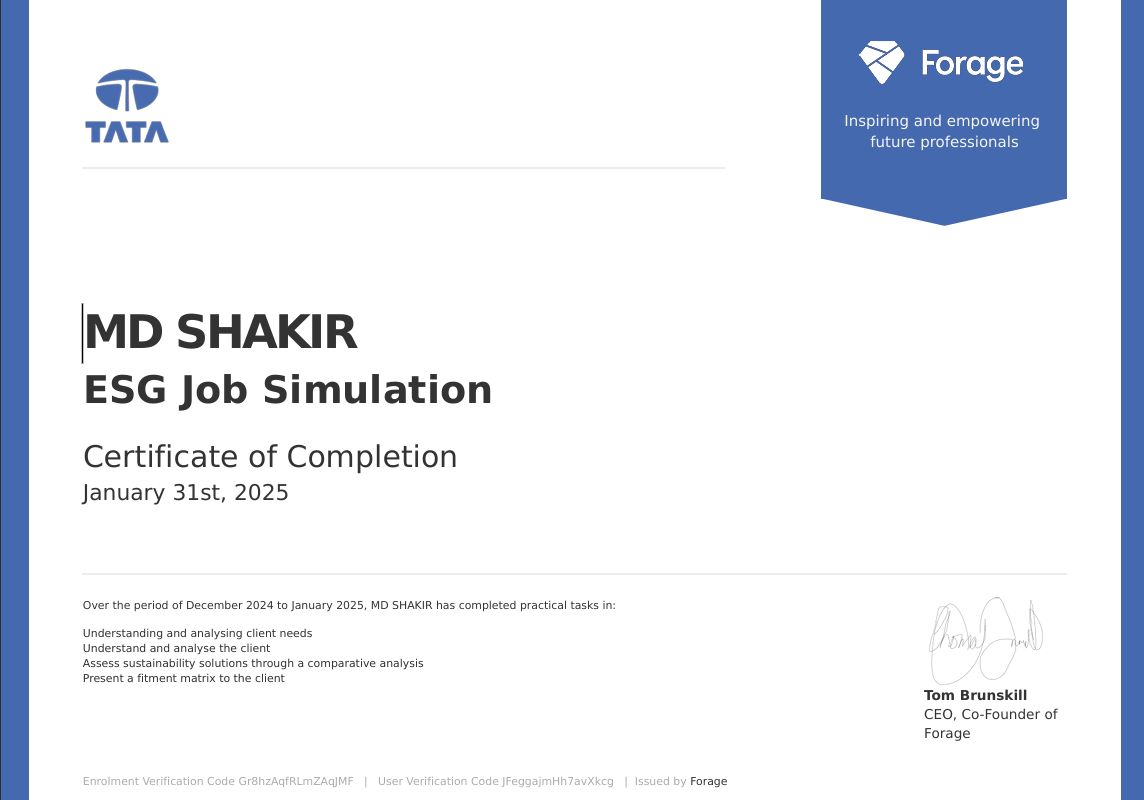 TATA
Forage
Inspiring and empowering
future professionals
MD SHAKIR
ESG Job Simulation
Certificate of Completion
January 31st, 2025
Over the period of December 2024 to January 2025, MD SHAKIR has completed practical tasks in:
Understanding and analysing client needs
Understand and analyse the client
Assess sustainability solutions through a comparative analysis
Present a fitment matrix to the client
Tom Brunskill
CEO, Co-Founder of
Forage
Enrolment Verification Code Gr8hzAqfRLmZAqJMF | User Verification Code JFeggajmHh7avXkcg | Issued by Forage